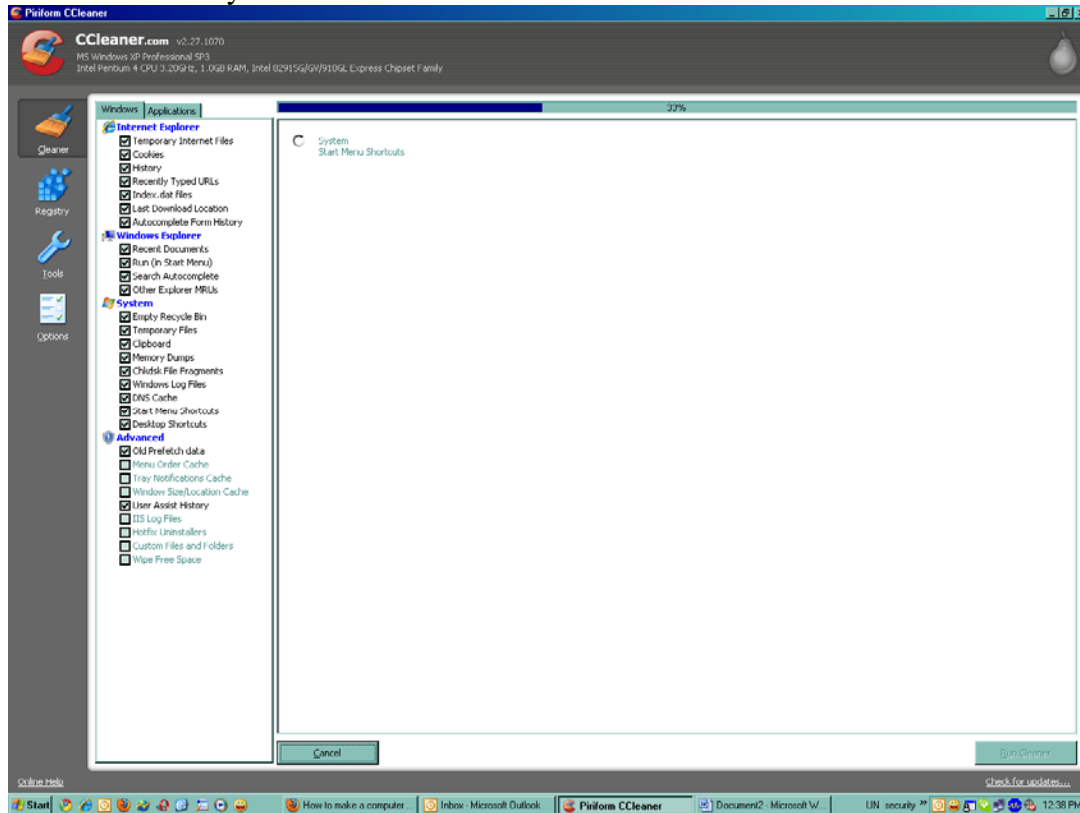 Piriform CCleaner
CCleaner.com v2.27.1070
MS Windows XP Professional SP3
Intel Pentium 4 CPU 3.20GHz, 1.0GB RAM, Intel 82915G/GV/910GL Express Chipset Family
Cleaner
Registry
Tools
Options
Windows
Applications
33%
Internet Explorer
Temporary Internet Files
Cookies
History
Recently Typed URLs
Index.dat files
Last Download Location
Autocomplete Form History
Windows Explorer
Recent Documents
Run (in Start Menu)
Search Autocomplete
Other Explorer MRUs
System
Empty Recycle Bin
Temporary Files
Clipboard
Memory Dumps
Chkdsk File Fragments
Windows Log Files
DNS Cache
Start Menu Shortcuts
Desktop Shortcuts
Advanced
Old Prefetch data
Menu Order Cache
Tray Notifications Cache
Window Size/Location Cache
User Assist History
IIS Log Files
Hotfix Uninstallers
Custom Files and Folders
Wipe Free Space
System
Start Menu Shortcuts
Cancel
Run Cleaner
Online Help
Check for updates...
Start
How to make a computer ...
Inbox - Microsoft Outlook
Piriform CCleaner
Document2 - Microsoft W...
UN security »
12:38 PM